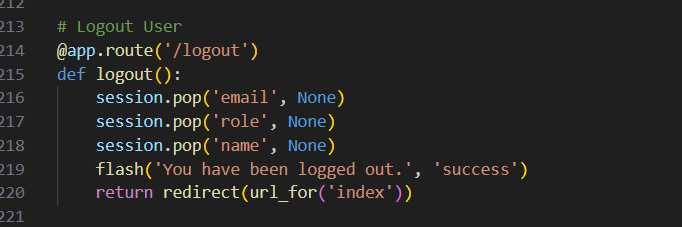 212
213 # Logout User
214 @app.route('/logout')
215 def logout():
216     session.pop('email', None)
217     session.pop('role', None)
218     session.pop('name', None)
219     flash('You have been logged out.', 'success')
220     return redirect(url_for('index'))
221